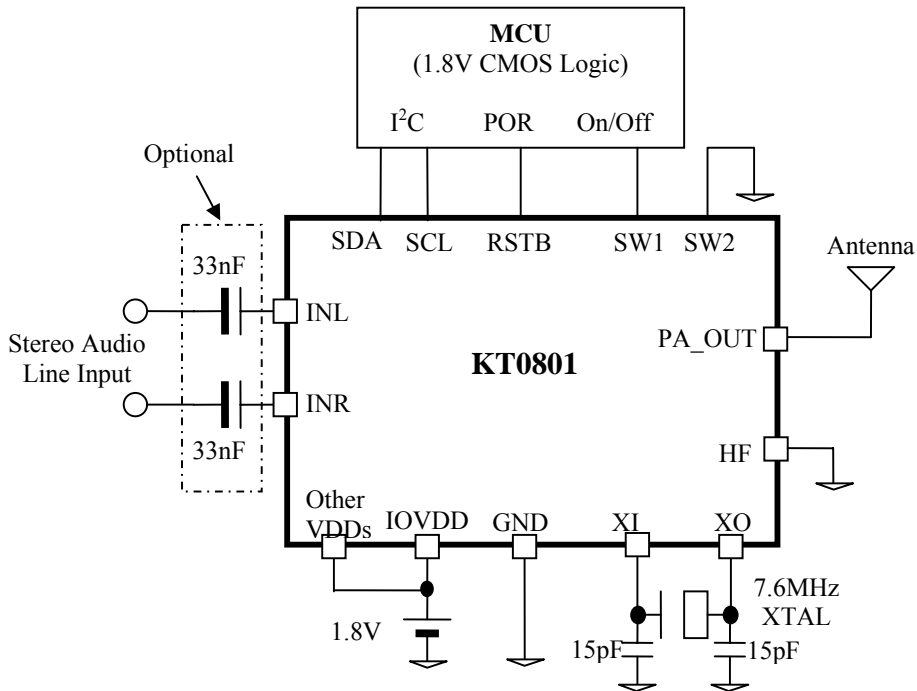 MCU
(1.8V CMOS Logic)
I²C POR On/Off
Optional
SDA SCL RSTB SW1 SW2
Antenna
33nF
INL
PA_OUT
Stereo Audio
Line Input
KT0801
INR
33nF
HF
Other
VDDs
IOVDD GND XI XO
7.6MHz
XTAL
1.8V
15pF 15pF